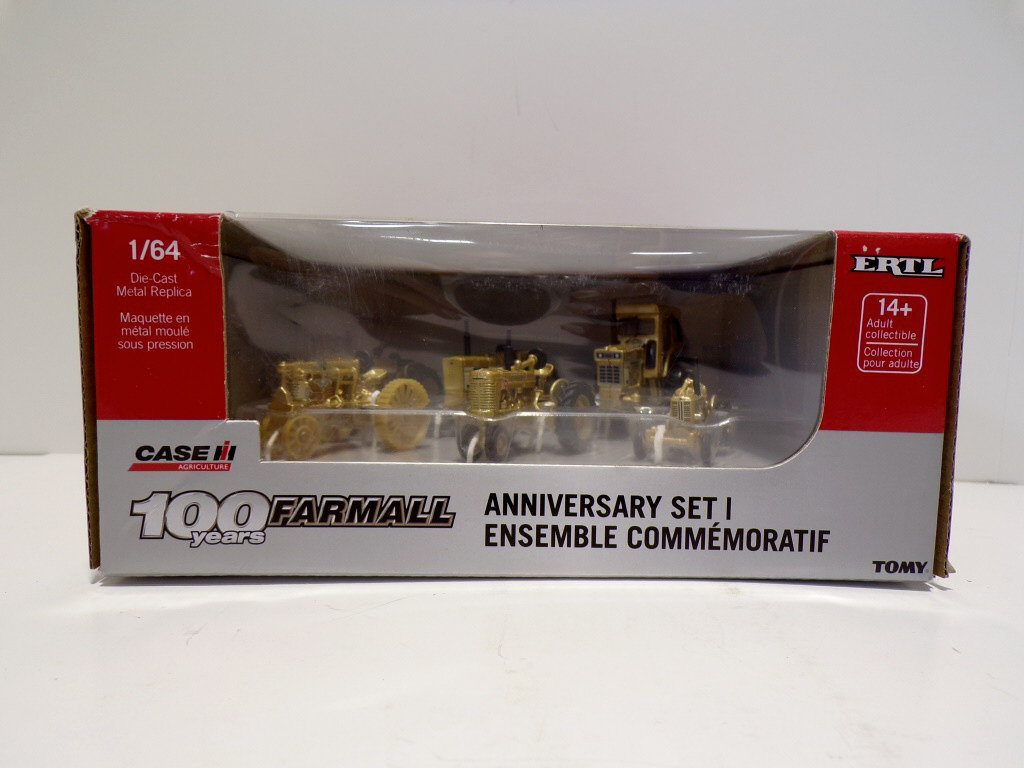 1/64
Die-Cast
Metal Replica
Maquette en
métal moulé
sous pression
ERTL
14+
Adult
collectible
Collection
pour adulte
CASE IH
AGRICULTURE
100
years
FARMALL
ANNIVERSARY SET |
ENSEMBLE COMMÉMORATIF
TOMY